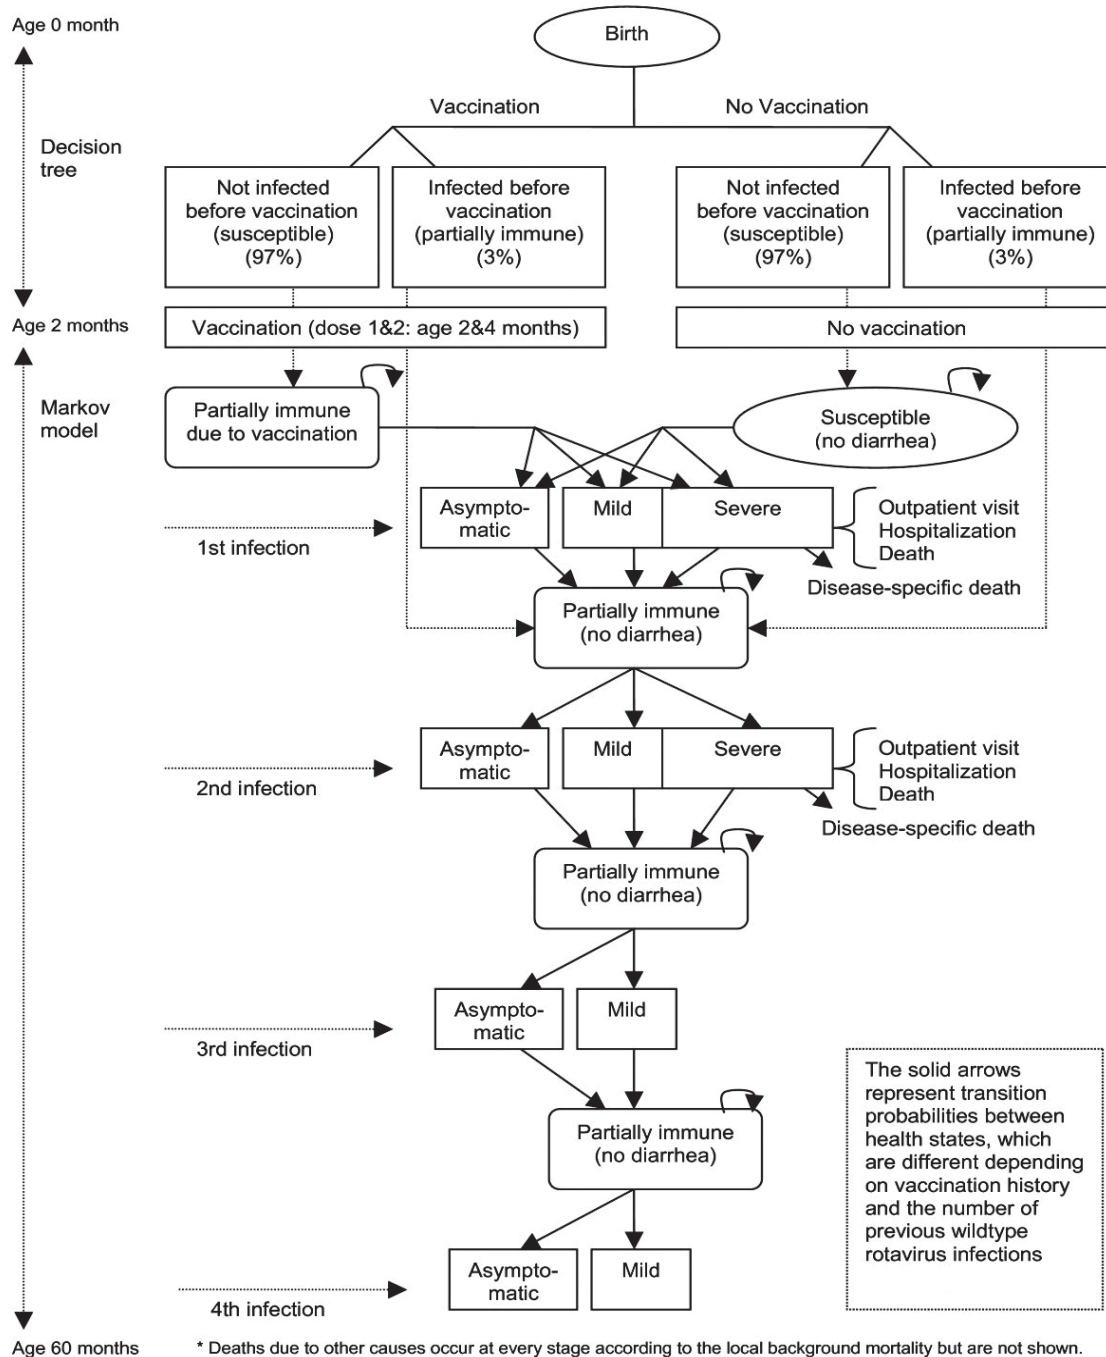 Age 0 month
Birth
Vaccination
No Vaccination
Decision
tree
Not infected
before vaccination
(susceptible)
(97%)
Infected before
vaccination
(partially immune)
(3%)
Not infected
before vaccination
(susceptible)
(97%)
Infected before
vaccination
(partially immune)
(3%)
Age 2 months
Vaccination (dose 1&2: age 2&4 months)
No vaccination
Markov
model
Partially immune
due to vaccination
Susceptible
(no diarrhea)
1st infection
Asympto-
matic
Mild
Severe
Outpatient visit
Hospitalization
Death
Disease-specific death
Partially immune
(no diarrhea)
2nd infection
Asympto-
matic
Mild
Severe
Outpatient visit
Hospitalization
Death
Disease-specific death
Partially immune
(no diarrhea)
3rd infection
Asympto-
matic
Mild
Partially immune
(no diarrhea)
The solid arrows
represent transition
probabilities between
health states, which
are different depending
on vaccination history
and the number of
previous wildtype
rotavirus infections
4th infection
Asympto-
matic
Mild
Age 60 months
* Deaths due to other causes occur at every stage according to the local background mortality but are not shown.